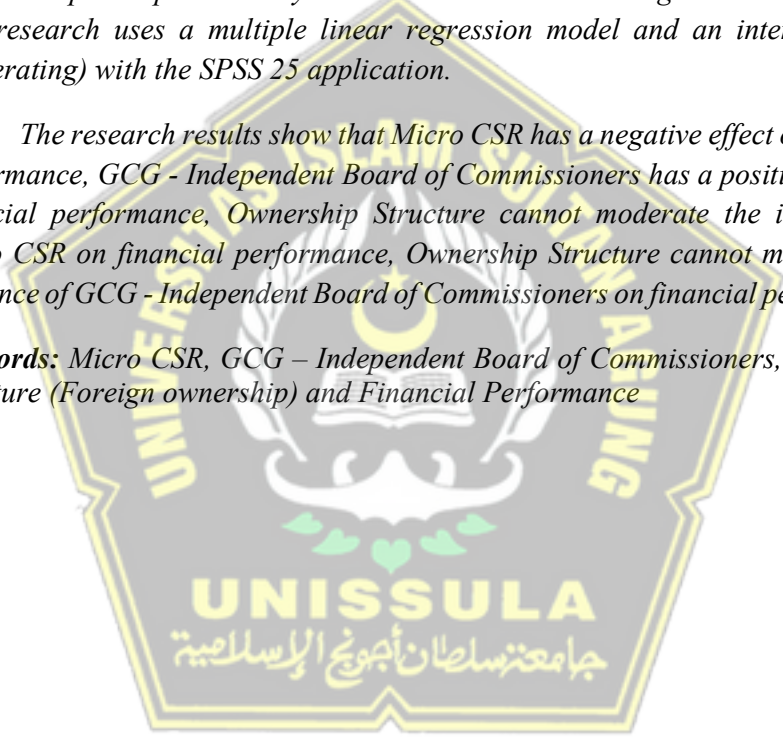 research uses a multiple linear regression model and an inte
erating) with the SPSS 25 application.
The research results show that Micro CSR has a negative effect
rmance, GCG - Independent Board of Commissioners has a positi
cial performance, Ownership Structure cannot moderate the i
CSR on financial performance, Ownership Structure cannot m
nce of GCG - Independent Board of Commissioners on financial pe
ords: Micro CSR, GCG – Independent Board of Commissioners,
ture (Foreign ownership) and Financial Performance
UNIVERSITAS ISLAM SULTAN AGUNG
UNISSULA
جامعة سلطان أجونج الإسلامية